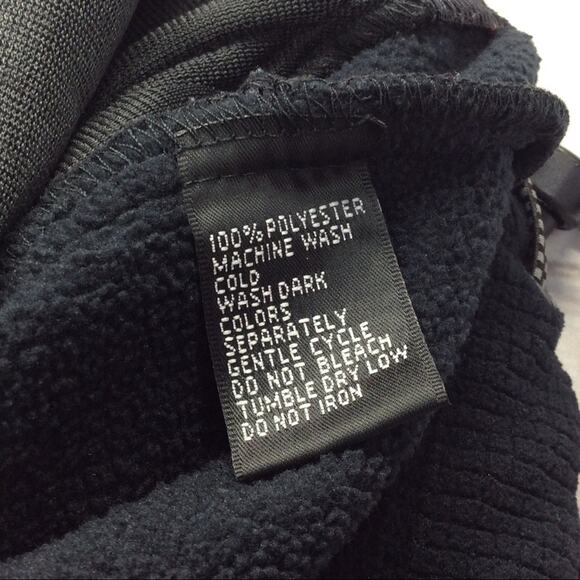 100% POLYESTER
MACHINE WASH
COLD
WASH DARK
COLORS
SEPARATELY
GENTLE CYCLE
DO NOT BLEACH
TUMBLE DRY LOW
DO NOT IRON